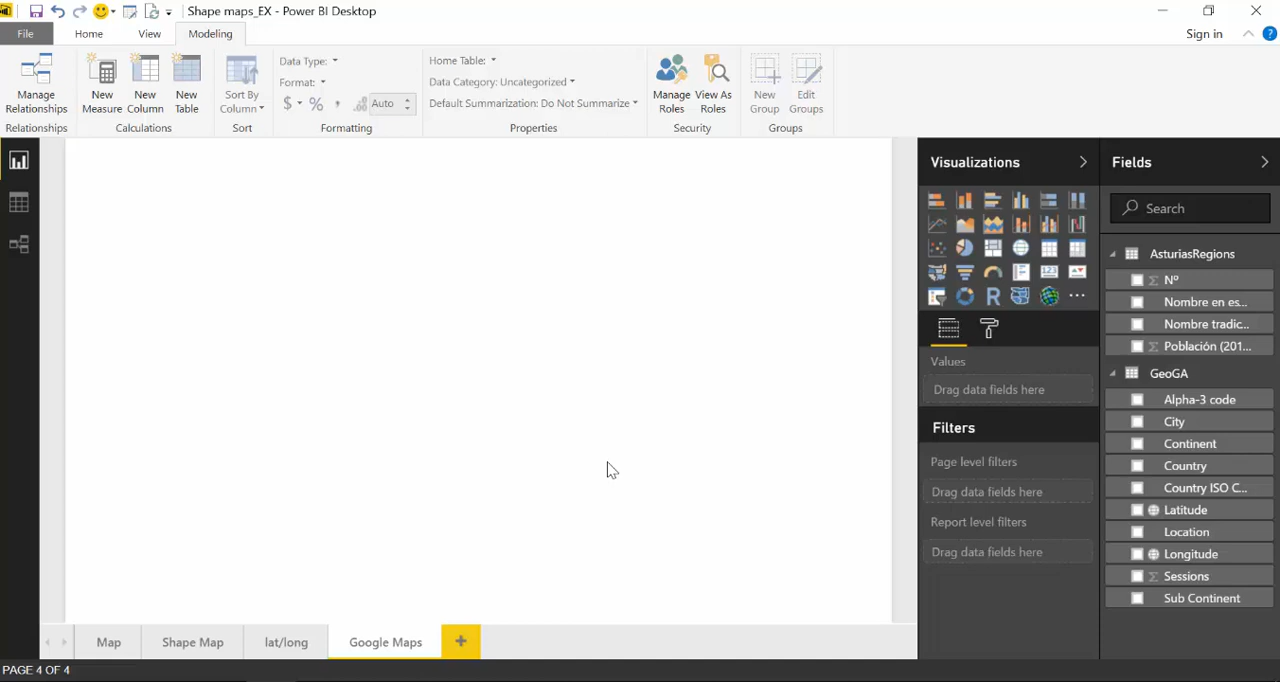 Shape maps_EX - Power BI Desktop
File
Home
View
Modeling
Sign in
?
Manage
Relationships
Relationships
New
Measure
New
Column
New
Table
Calculations
Sort By
Column
Sort
Data Type:
Format:
$ % , Auto
Formatting
Home Table:
Data Category: Uncategorized
Default Summarization: Do Not Summarize
Properties
Manage
Roles
View As
Roles
Security
New
Group
Edit
Groups
Groups
Visualizations
R
123
...
Values
Drag data fields here
Filters
Page level filters
Drag data fields here
Report level filters
Drag data fields here
Fields
Search
AsturiasRegions
Σ Nº
Nombre en es...
Nombre tradic...
Σ Población (201...
GeoGA
Alpha-3 code
City
Continent
Country
Country ISO C...
Latitude
Location
Longitude
Σ Sessions
Sub Continent
Map
Shape Map
lat/long
Google Maps
+
PAGE 4 OF 4